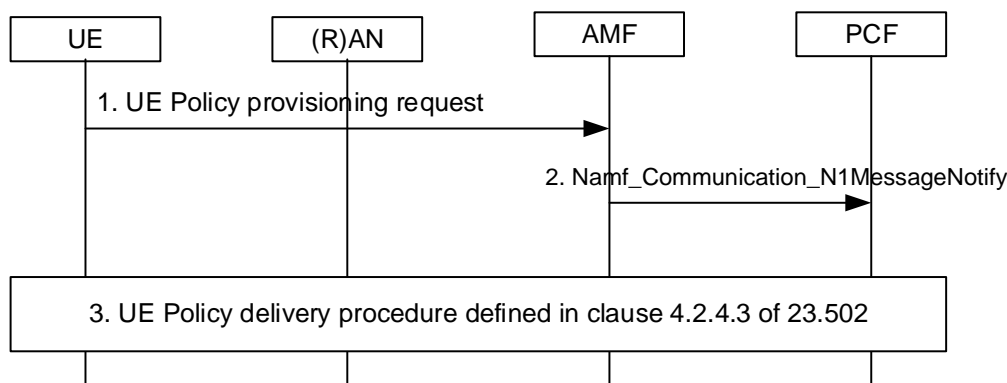 UE
(R)AN
AMF
PCF
1. UE Policy provisioning request
2. Namf_Communication_N1MessageNotify
3. UE Policy delivery procedure defined in clause 4.2.4.3 of 23.502